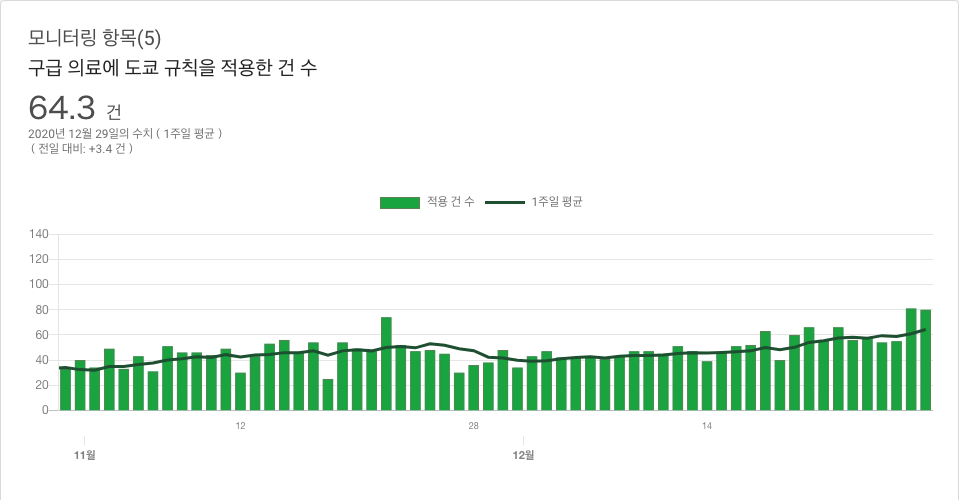 모니터링 항목(5)
구급 의료에 도쿄 규칙을 적용한 건 수
64.3 건
2020년 12월 29일의 수치 ( 1주일 평균 )
( 전일 대비: +3.4 건 )
적용 건 수 1주일 평균
140
120
100
80
60
40
20
0
12 28 14
11월 12월